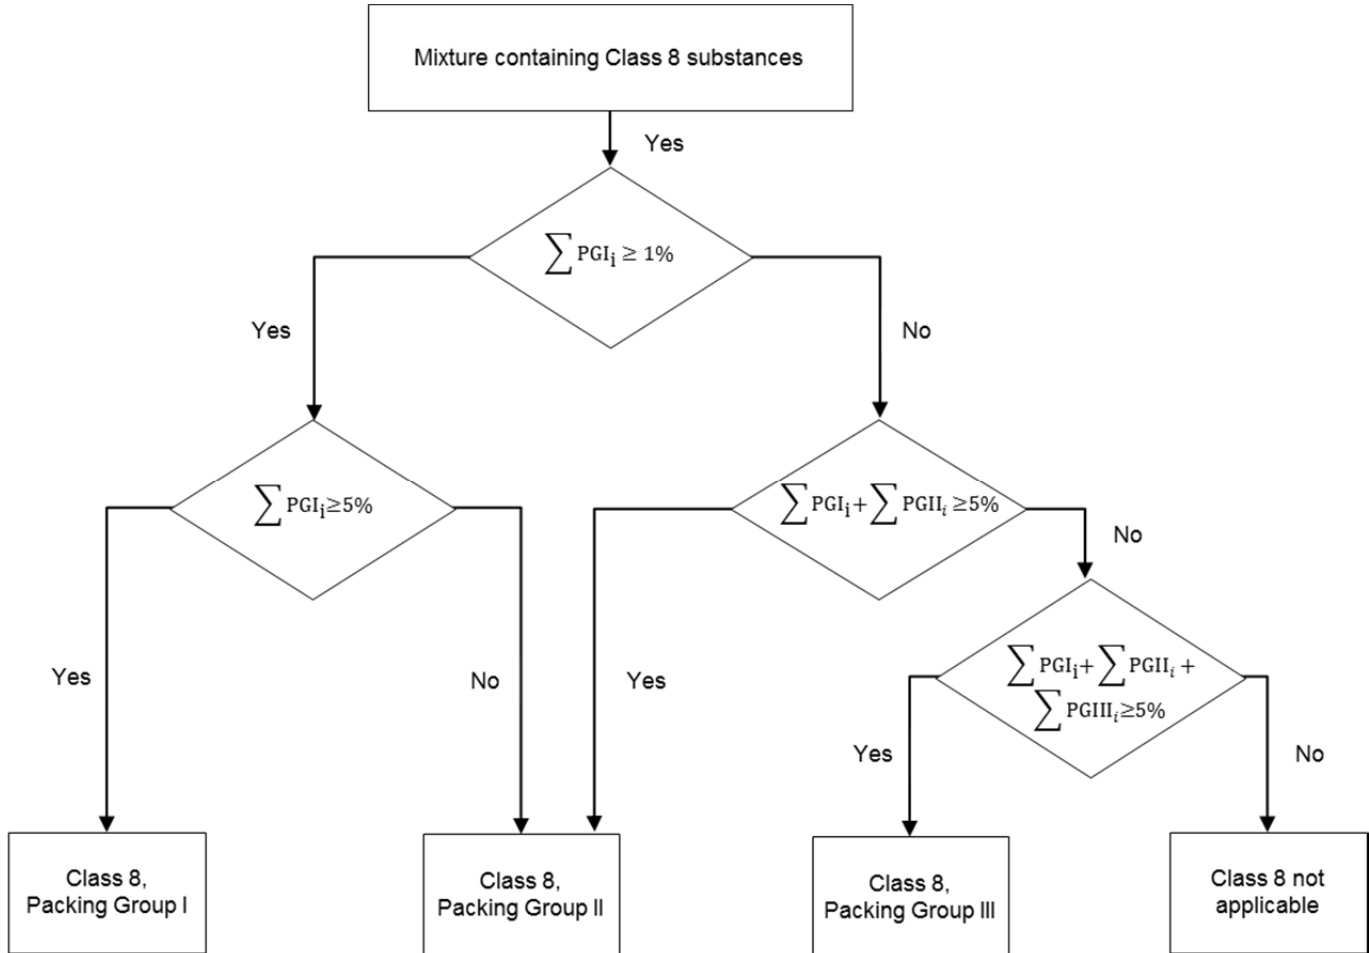 Mixture containing Class 8 substances
Yes
∑ PGIᵢ ≥ 1%
Yes
No
∑ PGIᵢ≥5%
∑ PGIᵢ+ ∑ PGIIᵢ ≥5%
No
Yes
No
Yes
∑ PGIᵢ+ ∑ PGIIᵢ +
∑ PGIIIᵢ≥5%
Yes
No
Class 8,
Packing Group I
Class 8,
Packing Group II
Class 8,
Packing Group III
Class 8 not
applicable